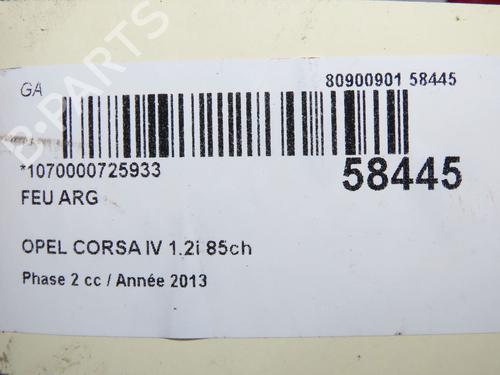 GA
80900901 58445
*1070000725933
58445
FEU ARG
OPEL CORSA IV 1.2i 85ch
Phase 2 cc / Année 2013
B-PARTS